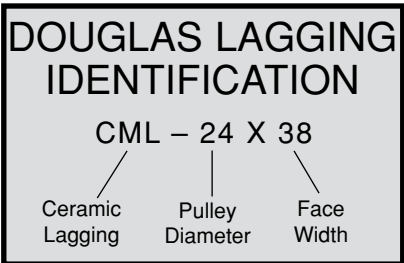 DOUGLAS LAGGING
IDENTIFICATION
CML – 24 X 38
Ceramic Pulley Face
Lagging Diameter Width